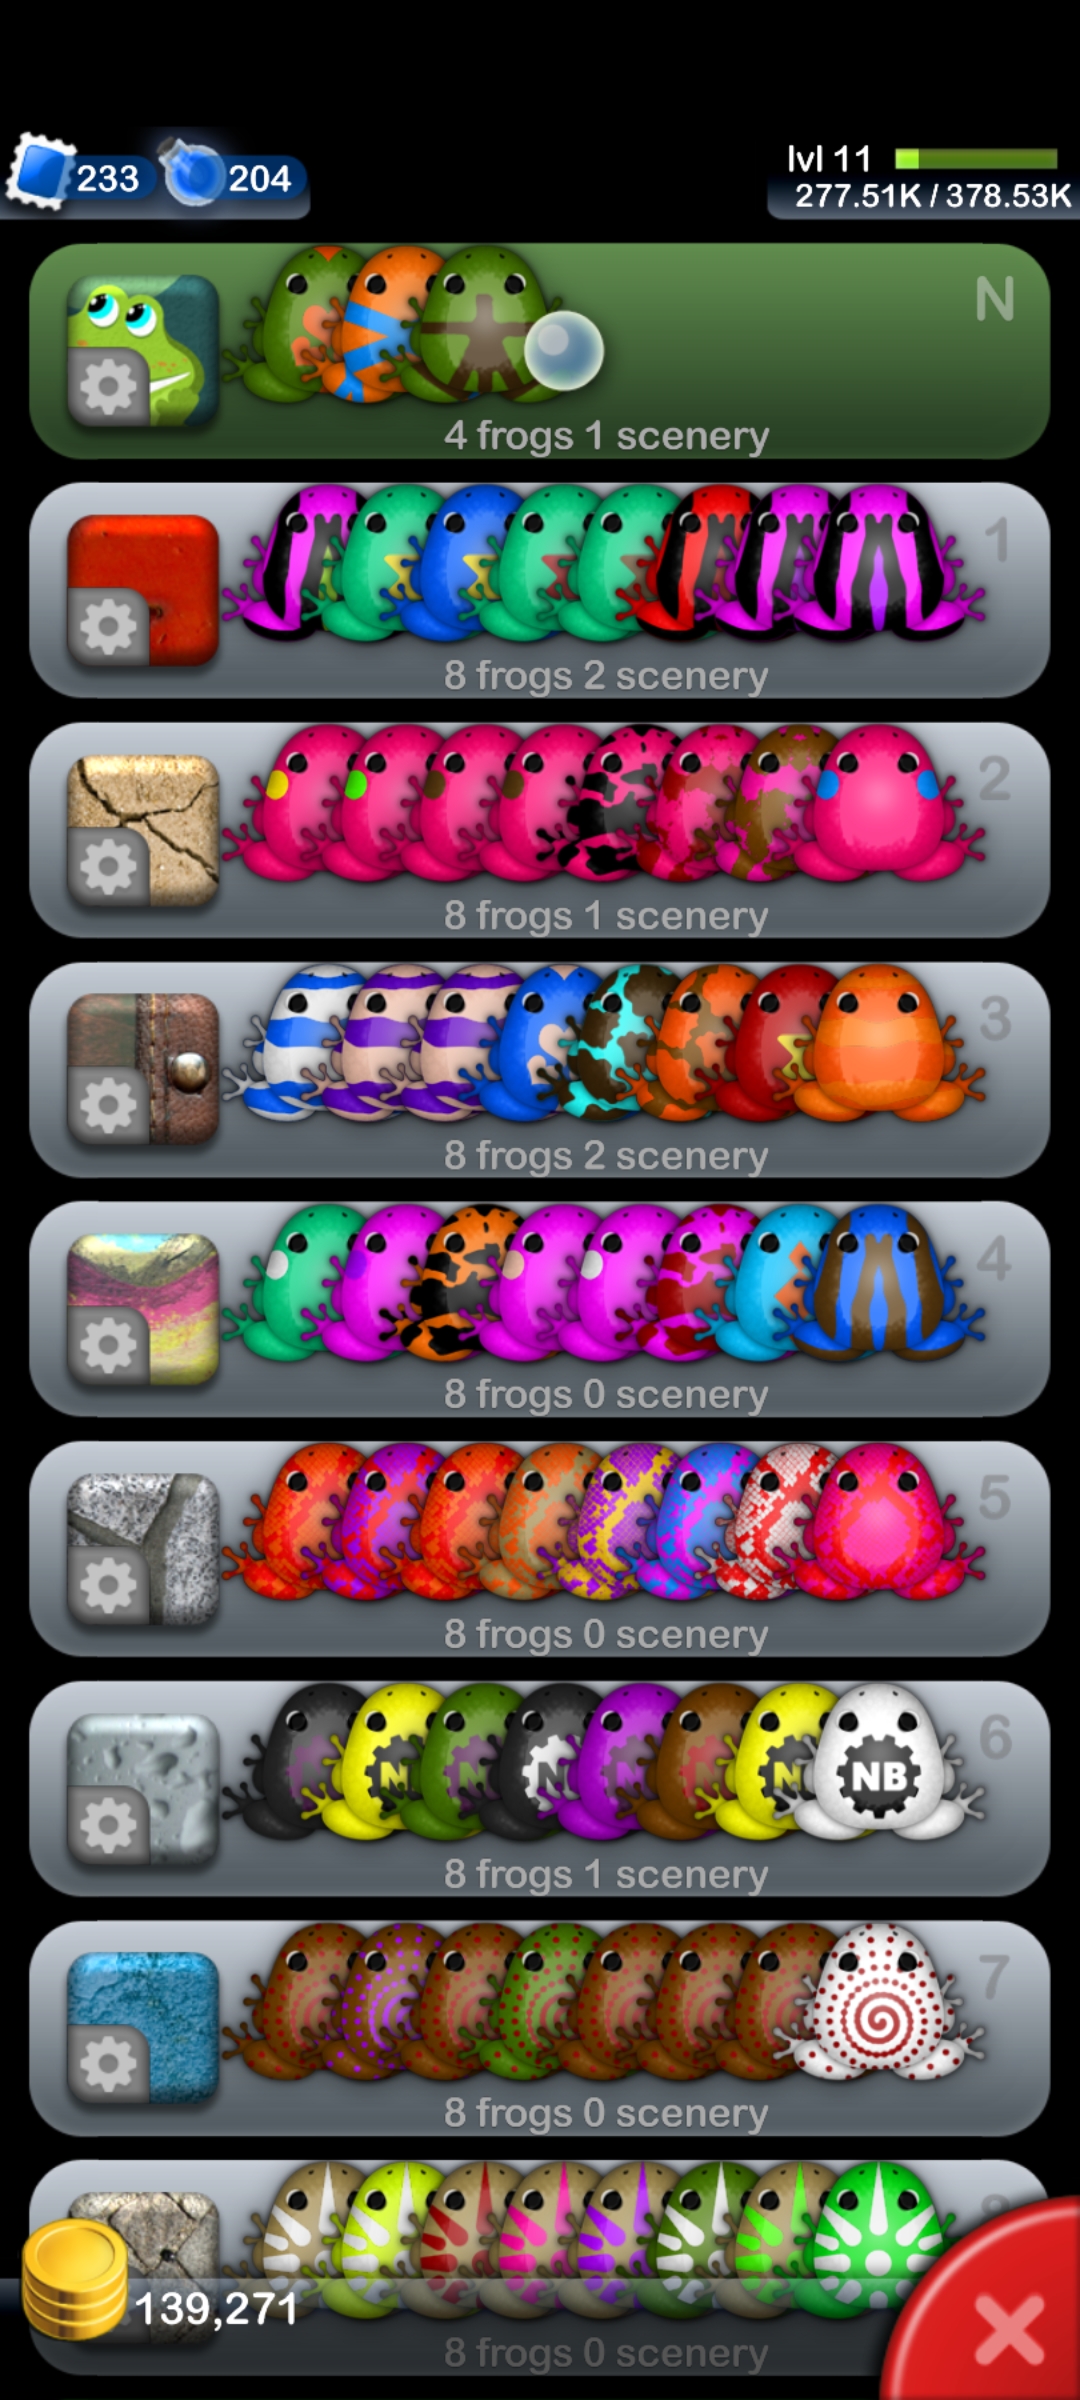 233 204
lvl 11
277.51K / 378.53K
N
4 frogs 1 scenery
1
8 frogs 2 scenery
2
8 frogs 1 scenery
3
8 frogs 2 scenery
4
8 frogs 0 scenery
5
8 frogs 0 scenery
6
N
N
N
N
NB
8 frogs 1 scenery
7
8 frogs 0 scenery
139,271
8 frogs 0 scenery